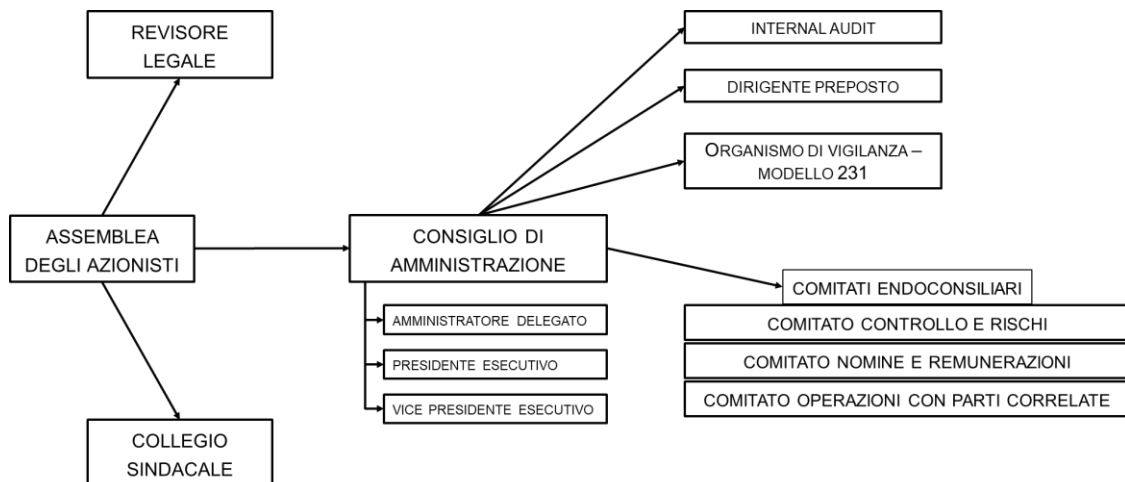 REVISORE
LEGALE
INTERNAL AUDIT
DIRIGENTE PREPOSTO
ORGANISMO DI VIGILANZA –
MODELLO 231
ASSEMBLEA
DEGLI AZIONISTI
CONSIGLIO DI
AMMINISTRAZIONE
COMITATI ENDOCONSILIARI
AMMINISTRATORE DELEGATO
COMITATO CONTROLLO E RISCHI
PRESIDENTE ESECUTIVO
COMITATO NOMINE E REMUNERAZIONI
VICE PRESIDENTE ESECUTIVO
COMITATO OPERAZIONI CON PARTI CORRELATE
COLLEGIO
SINDACALE